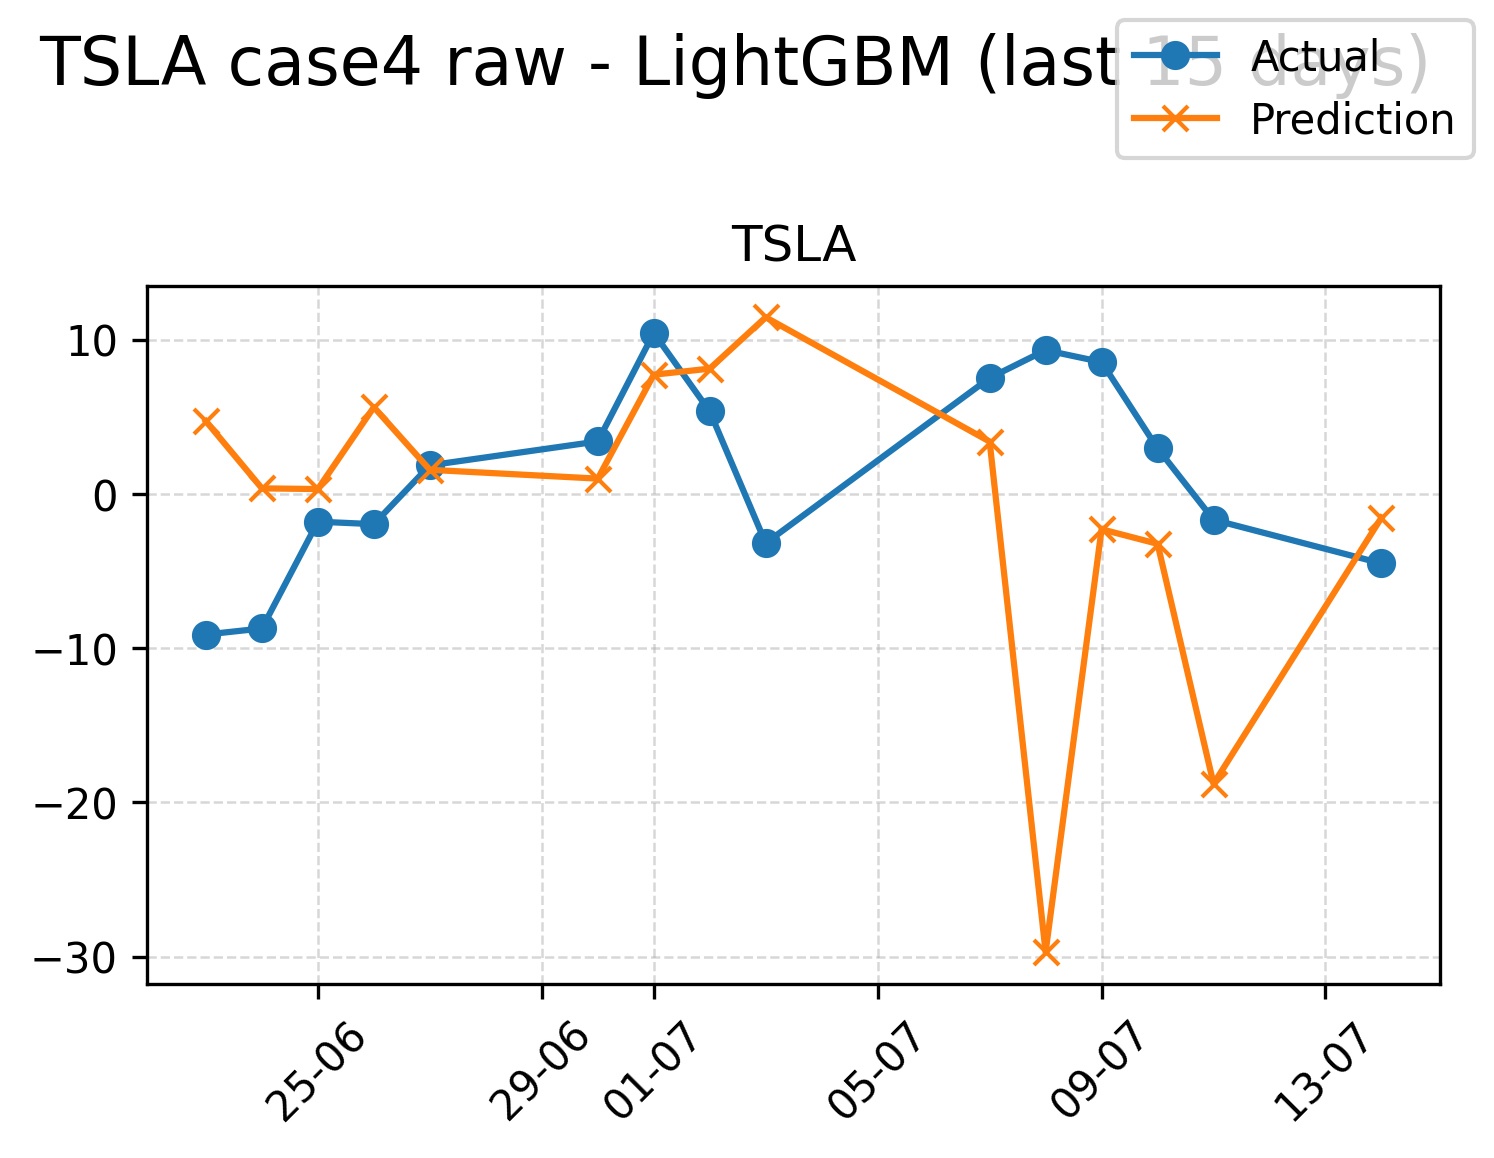 TSLA case4 raw - LightGBM (last 15 days)
Actual
Prediction
TSLA
10
0
−10
−20
−30
25-06
29-06
01-07
05-07
09-07
13-07